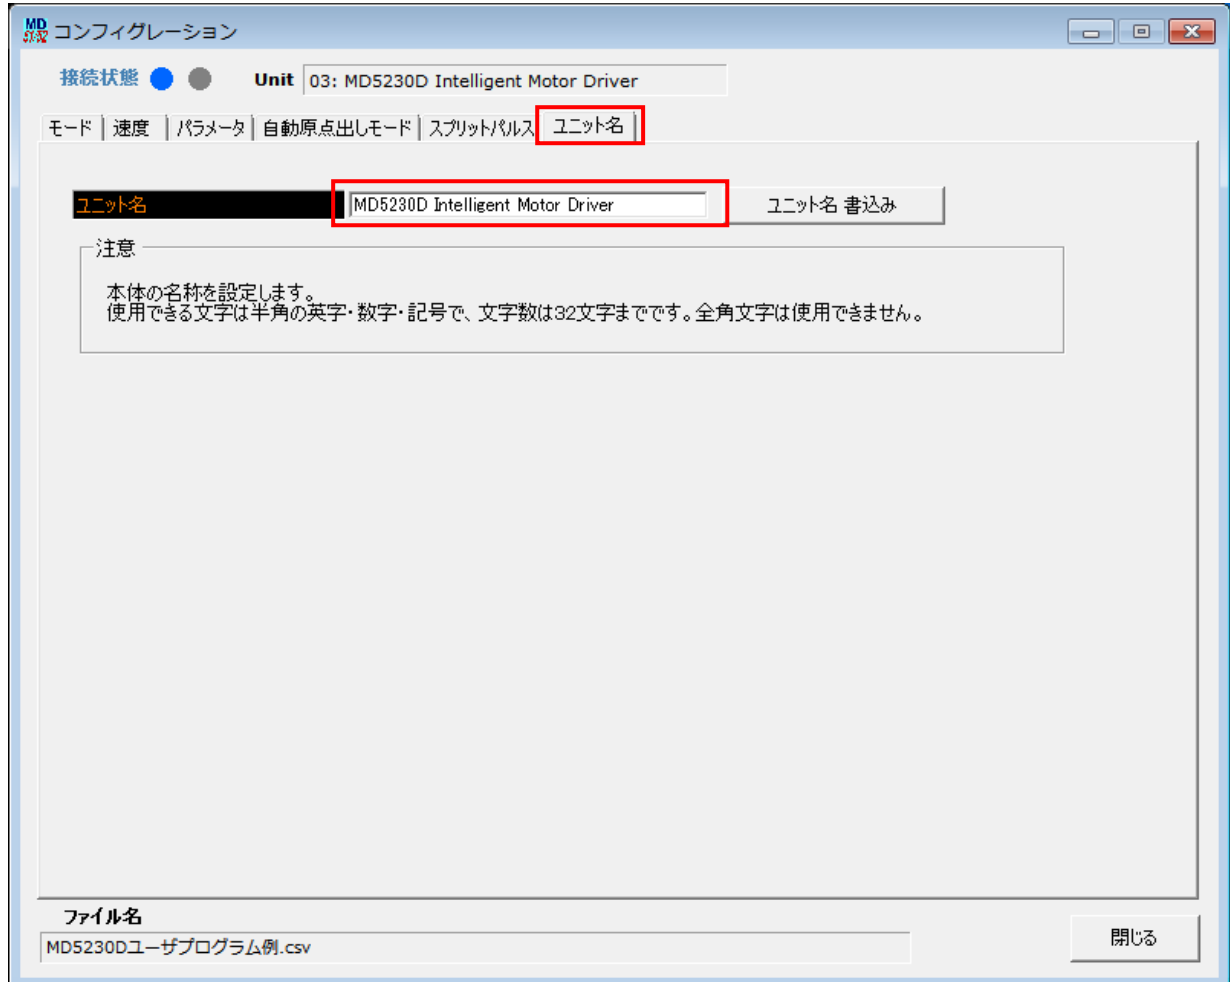 MD
51/52 コンフィグレーション
接続状態 Unit 03: MD5230D Intelligent Motor Driver
モード 速度 パラメータ 自動原点出しモード スプリットパルス ユニット名
ユニット名 MD5230D Intelligent Motor Driver ユニット名 書込み
注意
本体の名称を設定します。
使用できる文字は半角の英字・数字・記号で、文字数は32文字までです。全角文字は使用できません。
ファイル名
MD5230Dユーザプログラム例.csv
閉じる